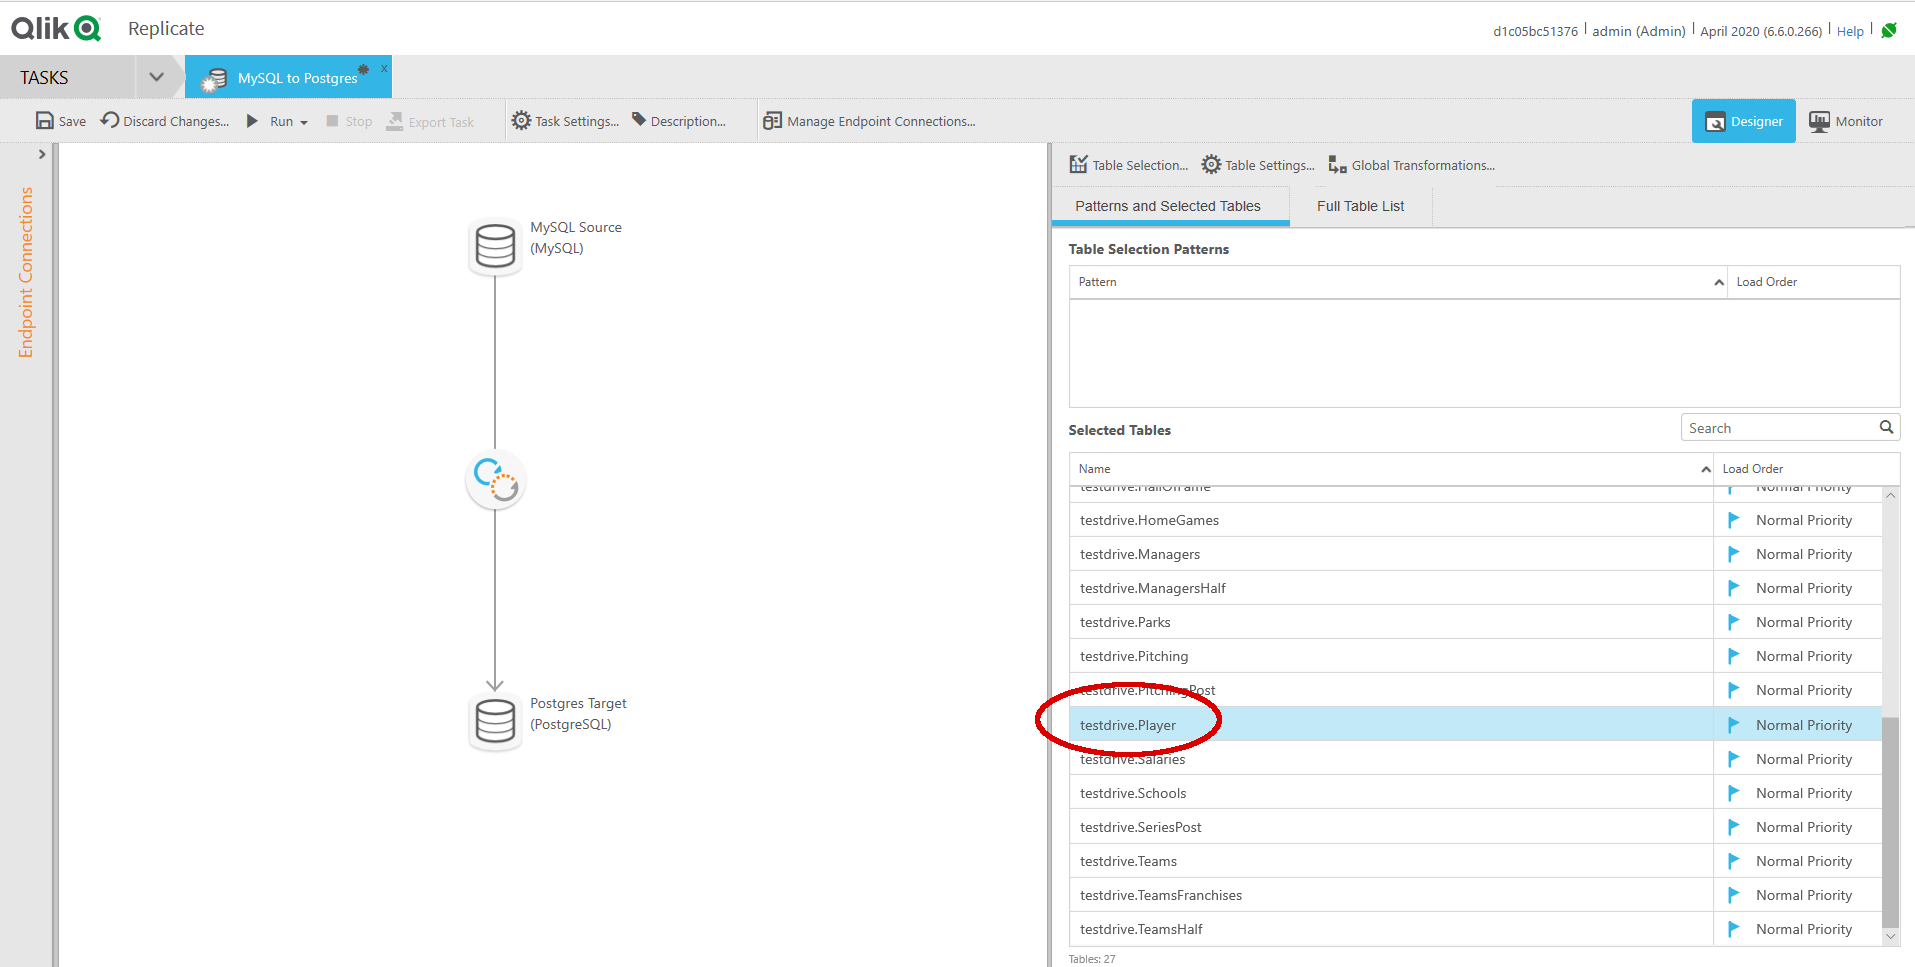 Qlik Replicate
d1c05bc51376 admin (Admin) April 2020 (6.6.0.266) Help
TASKS MySQL to Postgres x
Save Discard Changes... Run Stop Export Task Task Settings... Description... Manage Endpoint Connections... Designer Monitor
Endpoint Connections
MySQL Source
(MySQL)
Postgres Target
(PostgreSQL)
Table Selection... Table Settings... Global Transformations...
Patterns and Selected Tables Full Table List
Table Selection Patterns
Pattern Load Order
Selected Tables Search
Name Load Order
testdrive.HallOfFame Normal Priority
testdrive.HomeGames Normal Priority
testdrive.Managers Normal Priority
testdrive.ManagersHalf Normal Priority
testdrive.Parks Normal Priority
testdrive.Pitching Normal Priority
testdrive.PitchingPost Normal Priority
testdrive.Player Normal Priority
testdrive.Salaries Normal Priority
testdrive.Schools Normal Priority
testdrive.SeriesPost Normal Priority
testdrive.Teams Normal Priority
testdrive.TeamsFranchises Normal Priority
testdrive.TeamsHalf Normal Priority
Tables: 27